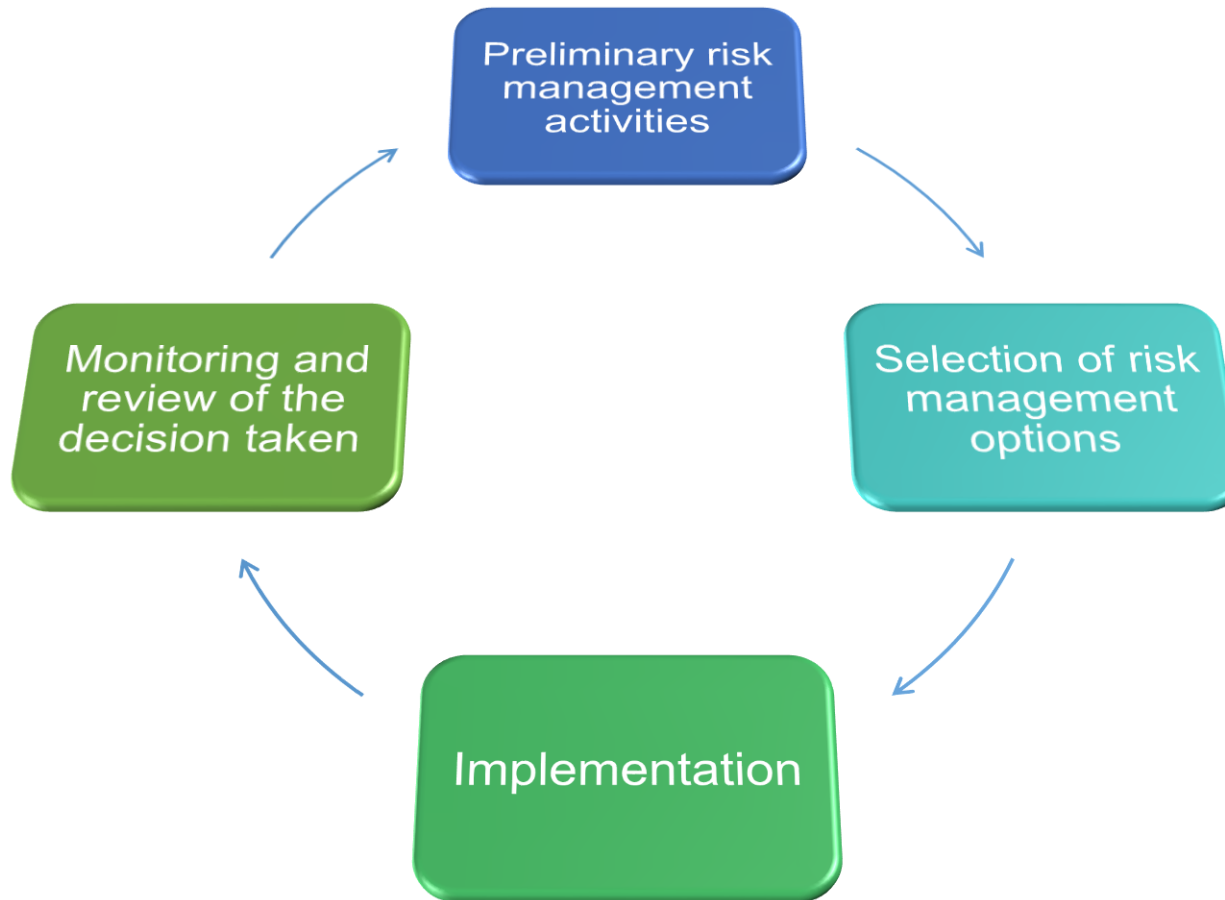 Preliminary risk
management
activities
Selection of risk
management
options
Implementation
Monitoring and
review of the
decision taken